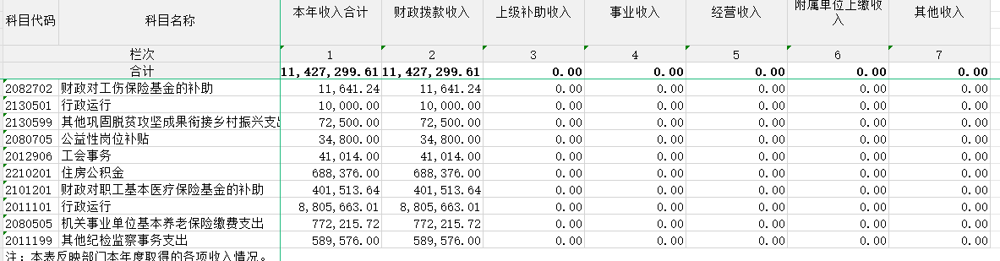 科目代码 科目名称 本年收入合计 财政拨款收入 上级补助收入 事业收入 经营收入 附属单位上缴收入 其他收入
栏次 1 2 3 4 5 6 7
合计 11,427,299.61 11,427,299.61 0.00 0.00 0.00 0.00 0.00
2082702 财政对工伤保险基金的补助 11,641.24 11,641.24 0.00 0.00 0.00 0.00 0.00
2130501 行政运行 10,000.00 10,000.00 0.00 0.00 0.00 0.00 0.00
2130599 其他巩固脱贫攻坚成果衔接乡村振兴支出 72,500.00 72,500.00 0.00 0.00 0.00 0.00 0.00
2080705 公益性岗位补贴 34,800.00 34,800.00 0.00 0.00 0.00 0.00 0.00
2012906 工会事务 41,014.00 41,014.00 0.00 0.00 0.00 0.00 0.00
2210201 住房公积金 688,376.00 688,376.00 0.00 0.00 0.00 0.00 0.00
2101201 财政对职工基本医疗保险基金的补助 401,513.64 401,513.64 0.00 0.00 0.00 0.00 0.00
2011101 行政运行 8,805,663.01 8,805,663.01 0.00 0.00 0.00 0.00 0.00
2080505 机关事业单位基本养老保险缴费支出 772,215.72 772,215.72 0.00 0.00 0.00 0.00 0.00
2011199 其他纪检监察事务支出 589,576.00 589,576.00 0.00 0.00 0.00 0.00 0.00
注：本表反映部门本年度取得的各项收入情况。